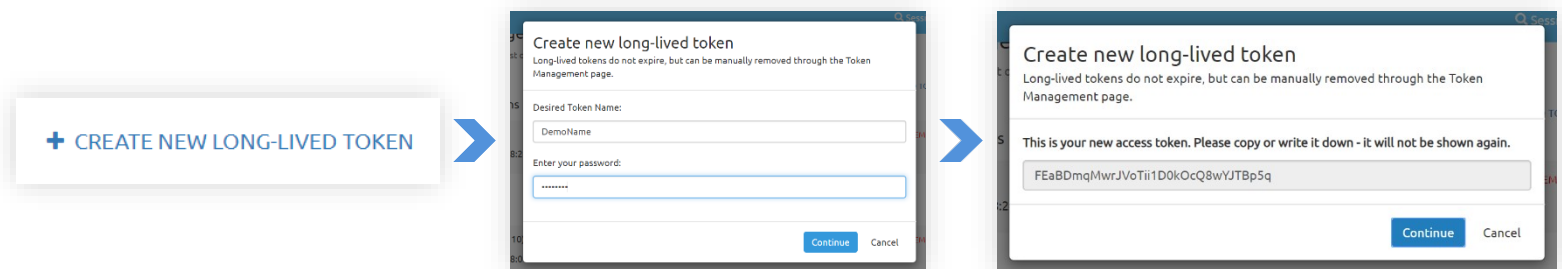 + CREATE NEW LONG-LIVED TOKEN
Create new long-lived token
Long-lived tokens do not expire, but can be manually removed through the Token
Management page.
Desired Token Name:
DemoName
Enter your password:
Continue Cancel
Create new long-lived token
Long-lived tokens do not expire, but can be manually removed through the Token
Management page.
This is your new access token. Please copy or write it down - it will not be shown again.
FEaBDmqMwrJVoTii1D0kOcQ8wYJTBpSq
Continue Cancel